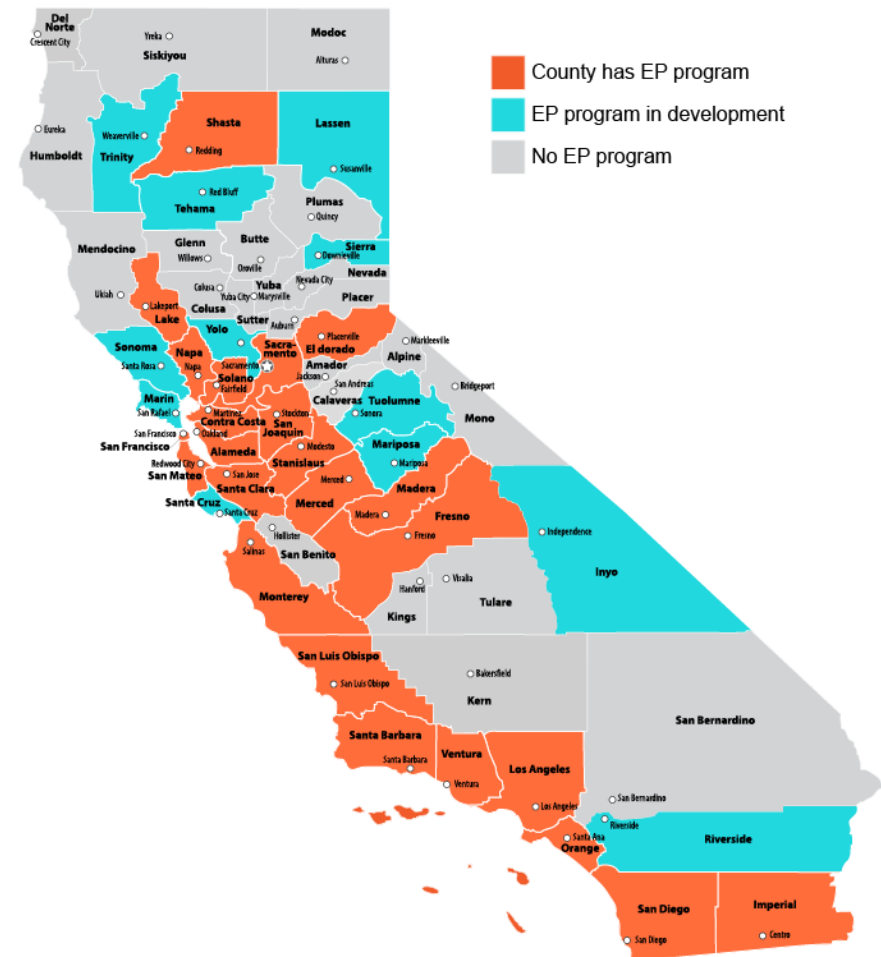 Del
Norte
Crescent City
Yreka
Siskiyou
Modoc
Alturas
County has EP program
EP program in development
No EP program
Eureka
Humboldt
Weaverville
Trinity
Shasta
Redding
Lassen
Susanville
Red Bluff
Tehama
Plumas
Quincy
Mendocino
Ukiah
Glenn
Willows
Butte
Oroville
Sierra
Downieville
Nevada
Nevada City
Colusa
Yuba
Yuba City
Marysville
Colusa
Sutter
Placer
Auburn
Lakeport
Lake
Yolo
Sonoma
Santa Rosa
Napa
Napa
Sacra-
mento
Sacramento
Placerville
El dorado
Solano
Fairfield
Amador
Jackson
Markleeville
Alpine
San Andreas
Calaveras
Tuolumne
Sonora
Bridgeport
Mono
Marin
San Rafael
Martinez
Contra Costa
Stockton
San
Joaquin
San Francisco
Oakland
San Francisco
Alameda
Modesto
Stanislaus
Mariposa
Mariposa
Redwood City
San Mateo
San Jose
Santa Clara
Merced
Merced
Madera
Madera
Santa Cruz
Santa Cruz
Fresno
Fresno
Hollister
San Benito
Salinas
Monterey
Independence
Inyo
Hanford
Kings
Visalia
Tulare
San Luis Obispo
San Luis Obispo
Bakersfield
Kern
San Bernardino
San Bernardino
Santa Barbara
Santa Barbara
Ventura
Ventura
Los Angeles
Los Angeles
Santa Ana
Orange
Riverside
Riverside
San Diego
San Diego
Imperial
Centro